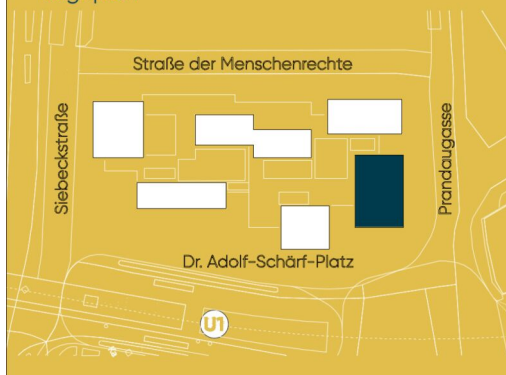 Straße der Menschenrechte
Siebeckstraße
Prandaugasse
Dr. Adolf-Schärf-Platz
U1